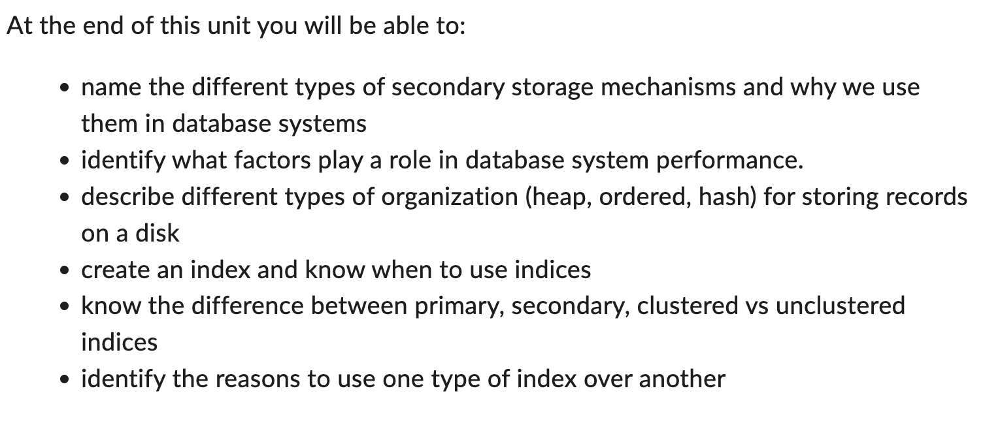 At the end of this unit you will be able to:
• name the different types of secondary storage mechanisms and why we use
them in database systems
• identify what factors play a role in database system performance.
• describe different types of organization (heap, ordered, hash) for storing records
on a disk
• create an index and know when to use indices
• know the difference between primary, secondary, clustered vs unclustered
indices
• identify the reasons to use one type of index over another